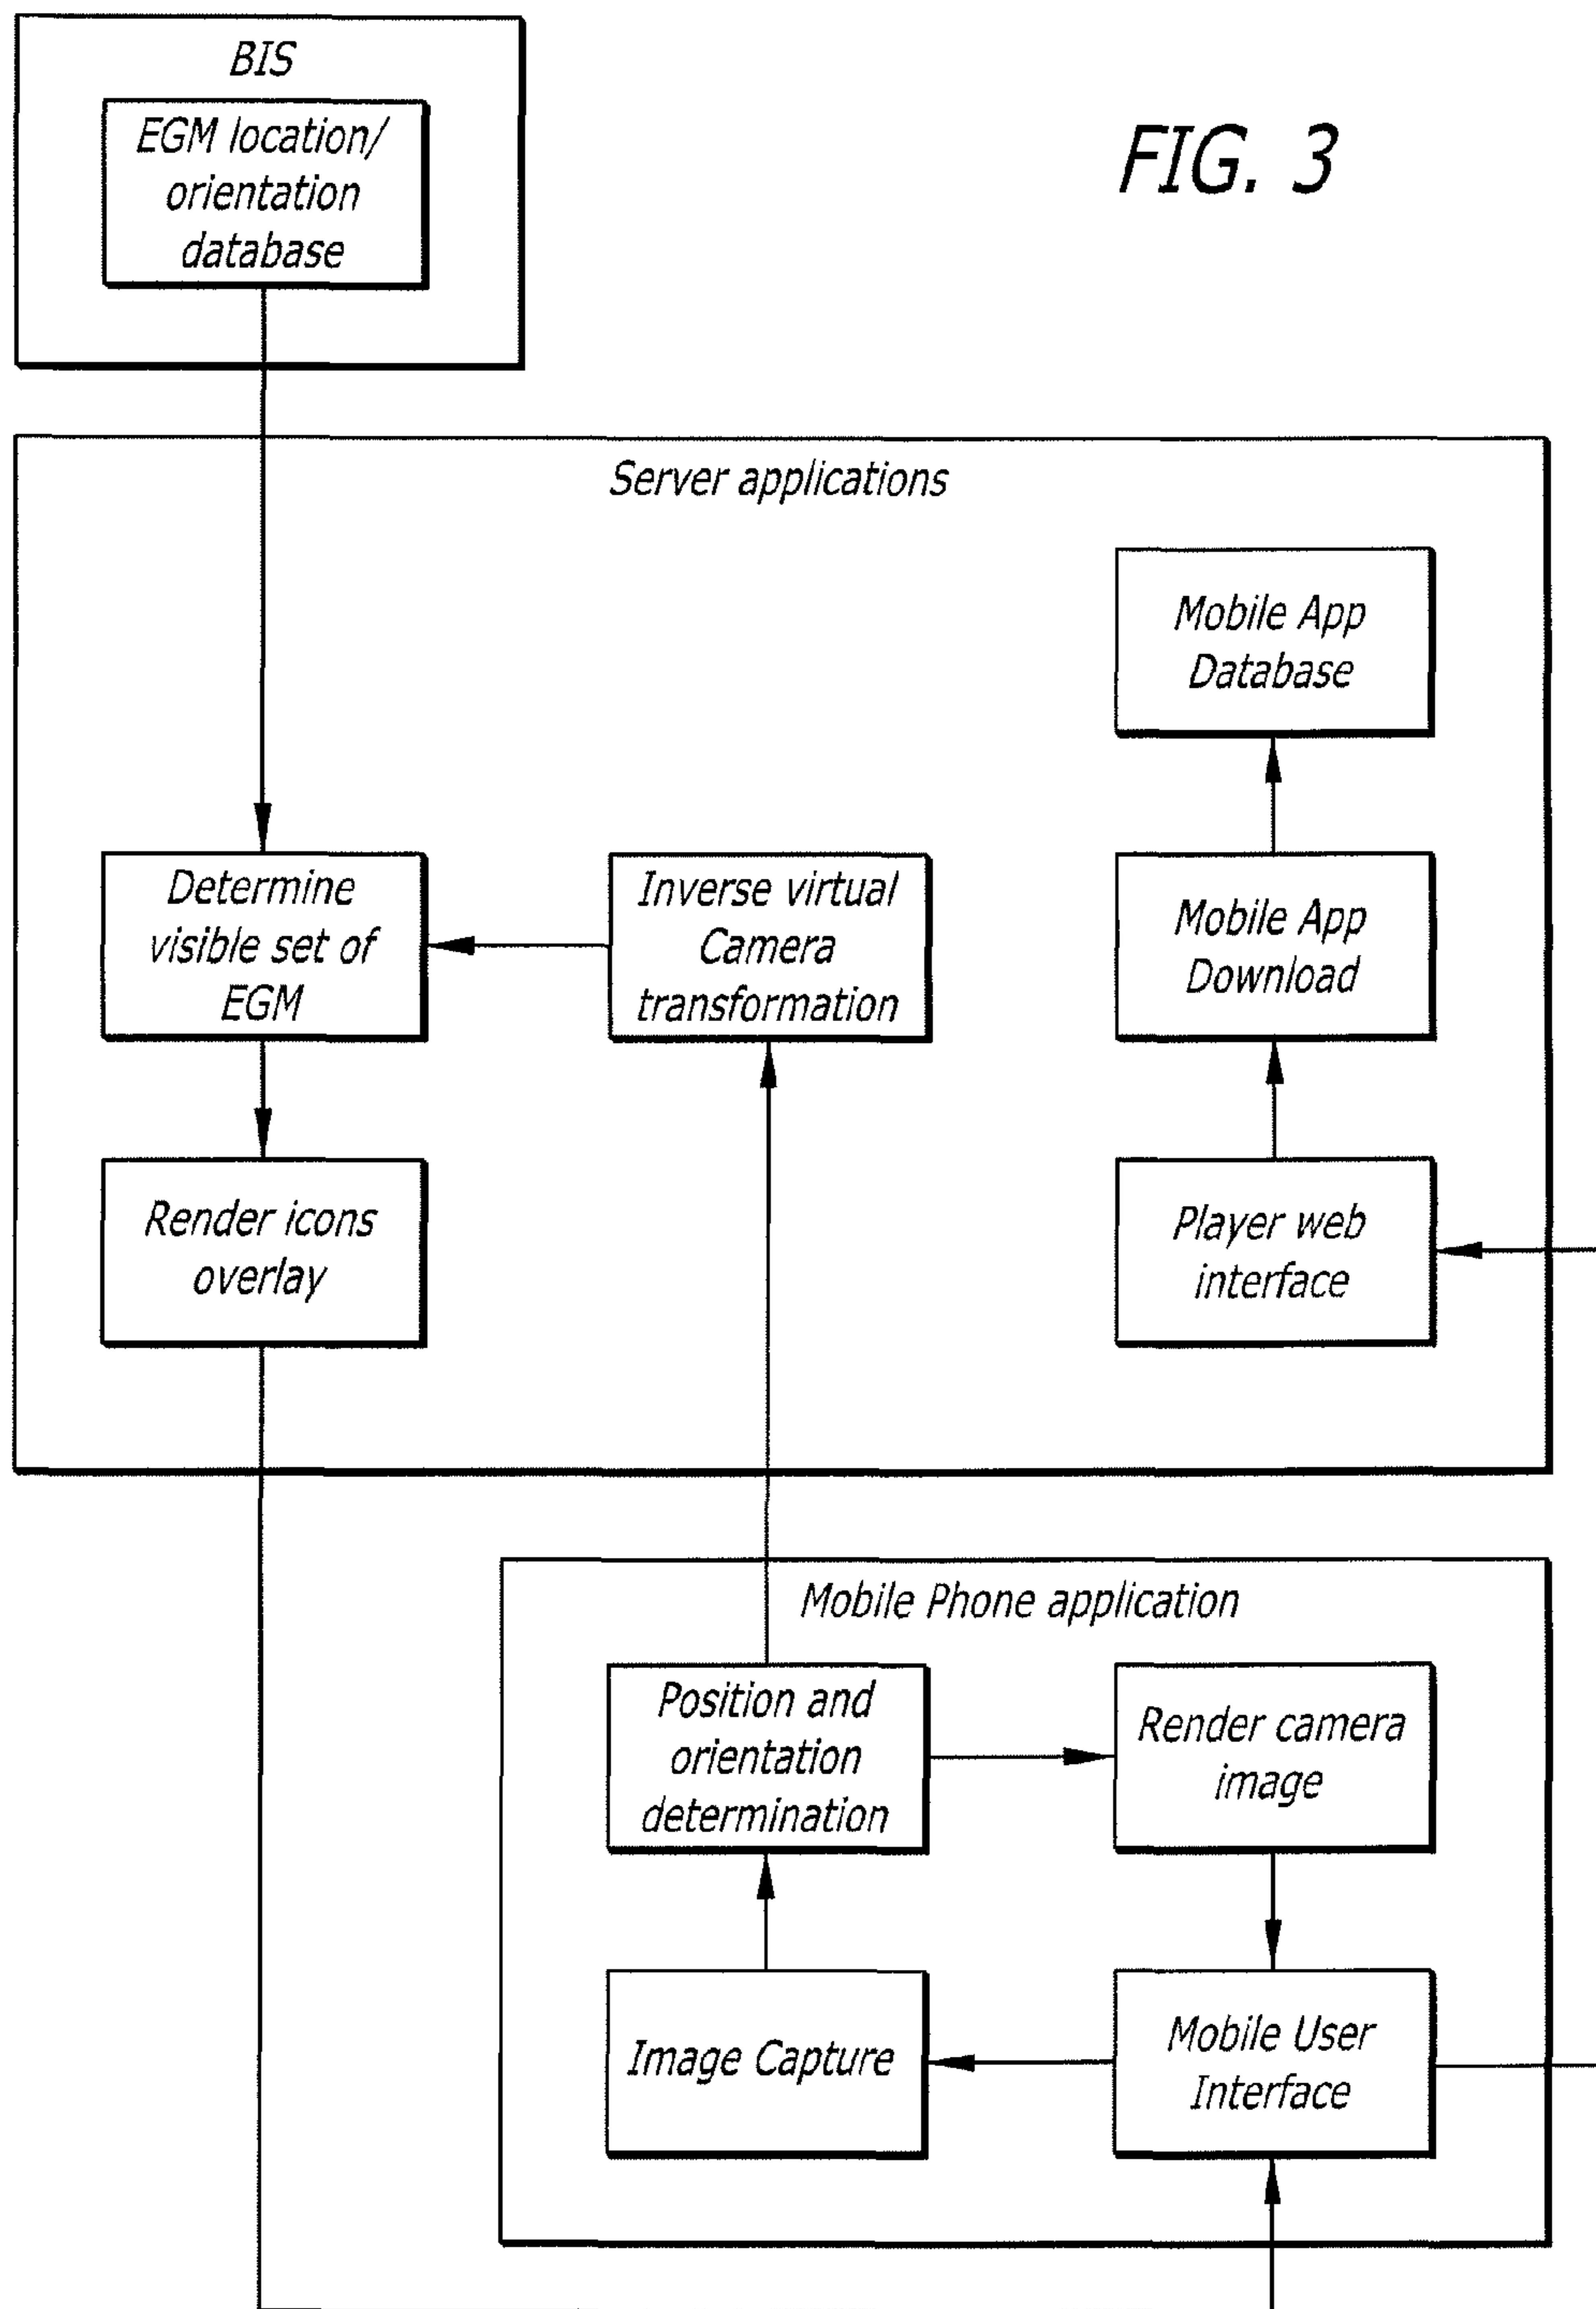 BIS
EGM location/
orientation
database
FIG. 3
Server applications
Mobile App
Database
Determine
visible set of
EGM
Inverse virtual
Camera
transformation
Mobile App
Download
Render icons
overlay
Player web
interface
Mobile Phone application
Position and
orientation
determination
Render camera
image
Image Capture
Mobile User
Interface